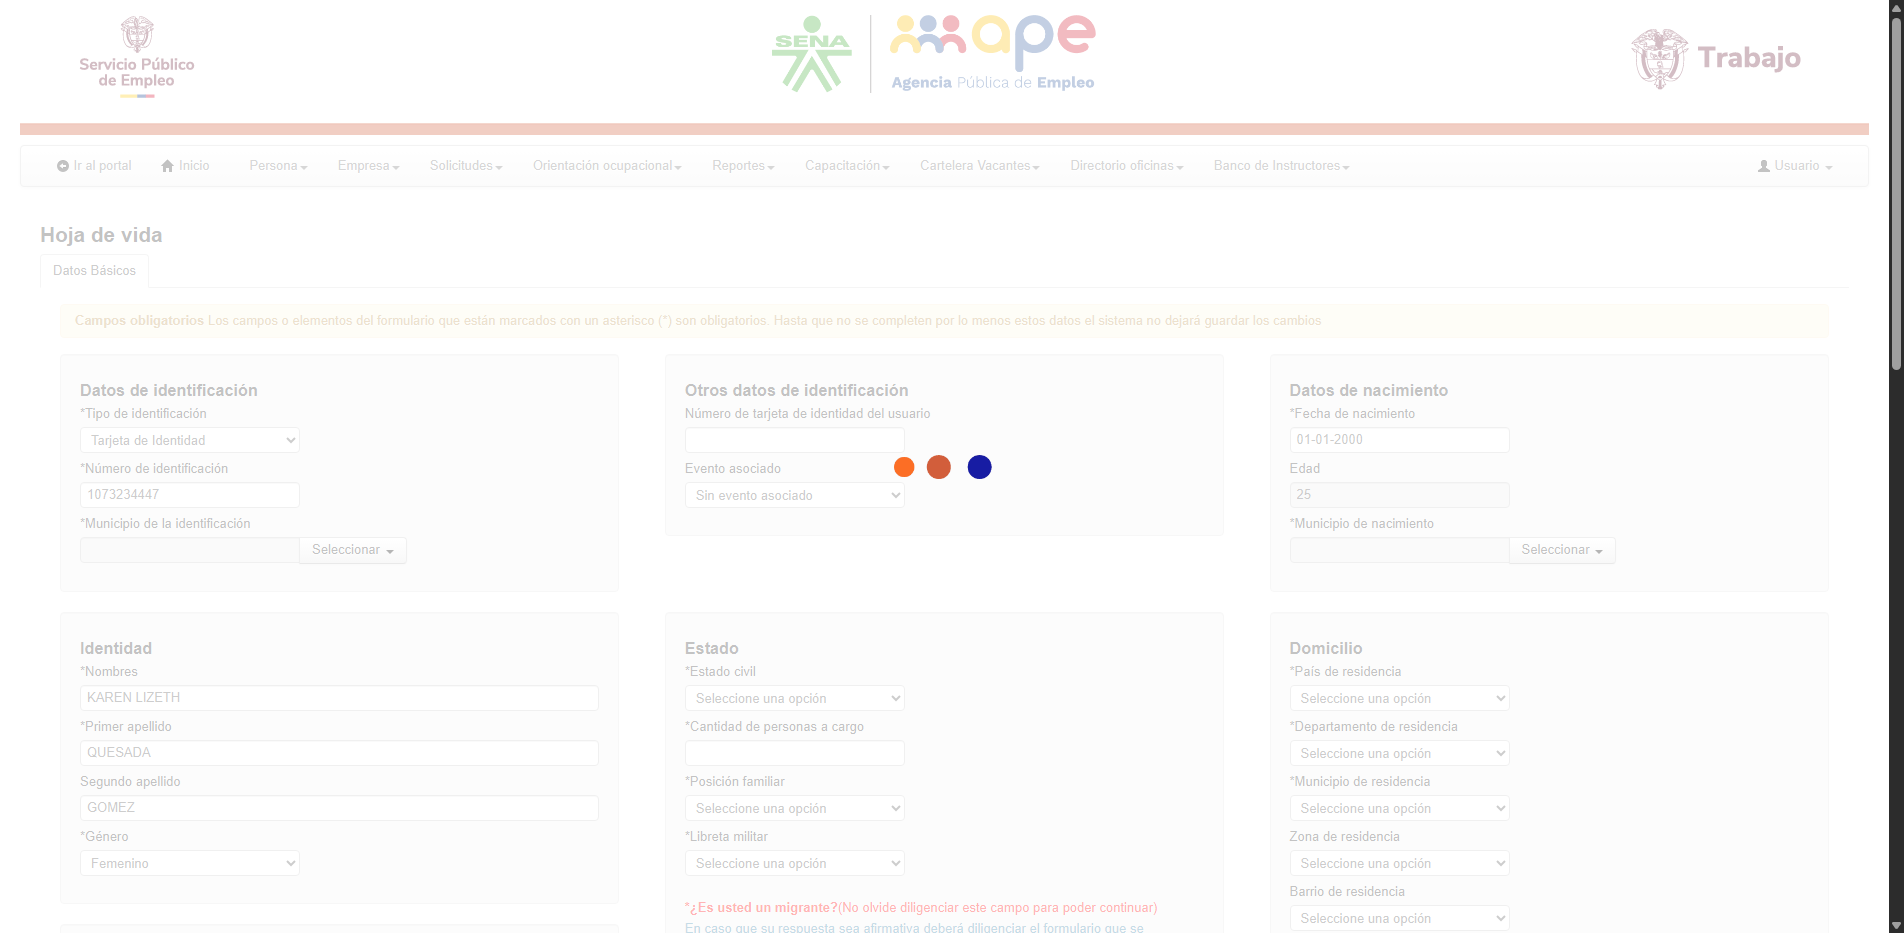 Servicio Público
de Empleo
SENA
ape
Agencia Pública de Empleo
Trabajo
Ir al portal
Inicio
Persona
Empresa
Solicitudes
Orientación ocupacional
Reportes
Capacitación
Cartelera Vacantes
Directorio oficinas
Banco de Instructores
Usuario
Hoja de vida
Datos Básicos
Campos obligatorios Los campos o elementos del formulario que están marcados con un asterisco (*) son obligatorios. Hasta que no se completen por lo menos estos datos el sistema no dejará guardar los cambios
Datos de identificación
*Tipo de identificación
Tarjeta de Identidad
*Número de identificación
1073234447
*Municipio de la identificación
Seleccionar
Otros datos de identificación
Número de tarjeta de identidad del usuario
Evento asociado
Sin evento asociado
Datos de nacimiento
*Fecha de nacimiento
01-01-2000
Edad
25
*Municipio de nacimiento
Seleccionar
Identidad
*Nombres
KAREN LIZETH
*Primer apellido
QUESADA
Segundo apellido
GOMEZ
*Género
Femenino
Estado
*Estado civil
Seleccione una opción
*Cantidad de personas a cargo
*Posición familiar
Seleccione una opción
*Libreta militar
Seleccione una opción
*¿Es usted un migrante?(No olvide diligenciar este campo para poder continuar)
En caso que su respuesta sea afirmativa deberá diligenciar el formulario que se
Domicilio
*País de residencia
Seleccione una opción
*Departamento de residencia
Seleccione una opción
*Municipio de residencia
Seleccione una opción
Zona de residencia
Seleccione una opción
Barrio de residencia
Seleccione una opción